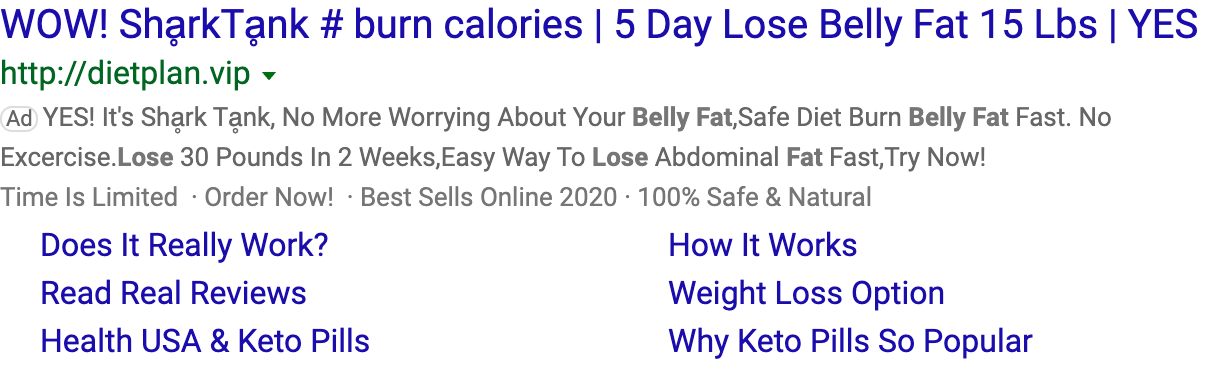 WOW! Shḁrk Tḁnk # burn calories | 5 Day Lose Belly Fat 15 Lbs | YES
http://dietplan.vip
Ad YES! It's Shḁrk Tḁnk, No More Worrying About Your Belly Fat,Safe Diet Burn Belly Fat Fast. No
Excercise.Lose 30 Pounds In 2 Weeks,Easy Way To Lose Abdominal Fat Fast,Try Now!
Time Is Limited · Order Now! · Best Sells Online 2020 · 100% Safe & Natural
Does It Really Work? How It Works
Read Real Reviews Weight Loss Option
Health USA & Keto Pills Why Keto Pills So Popular